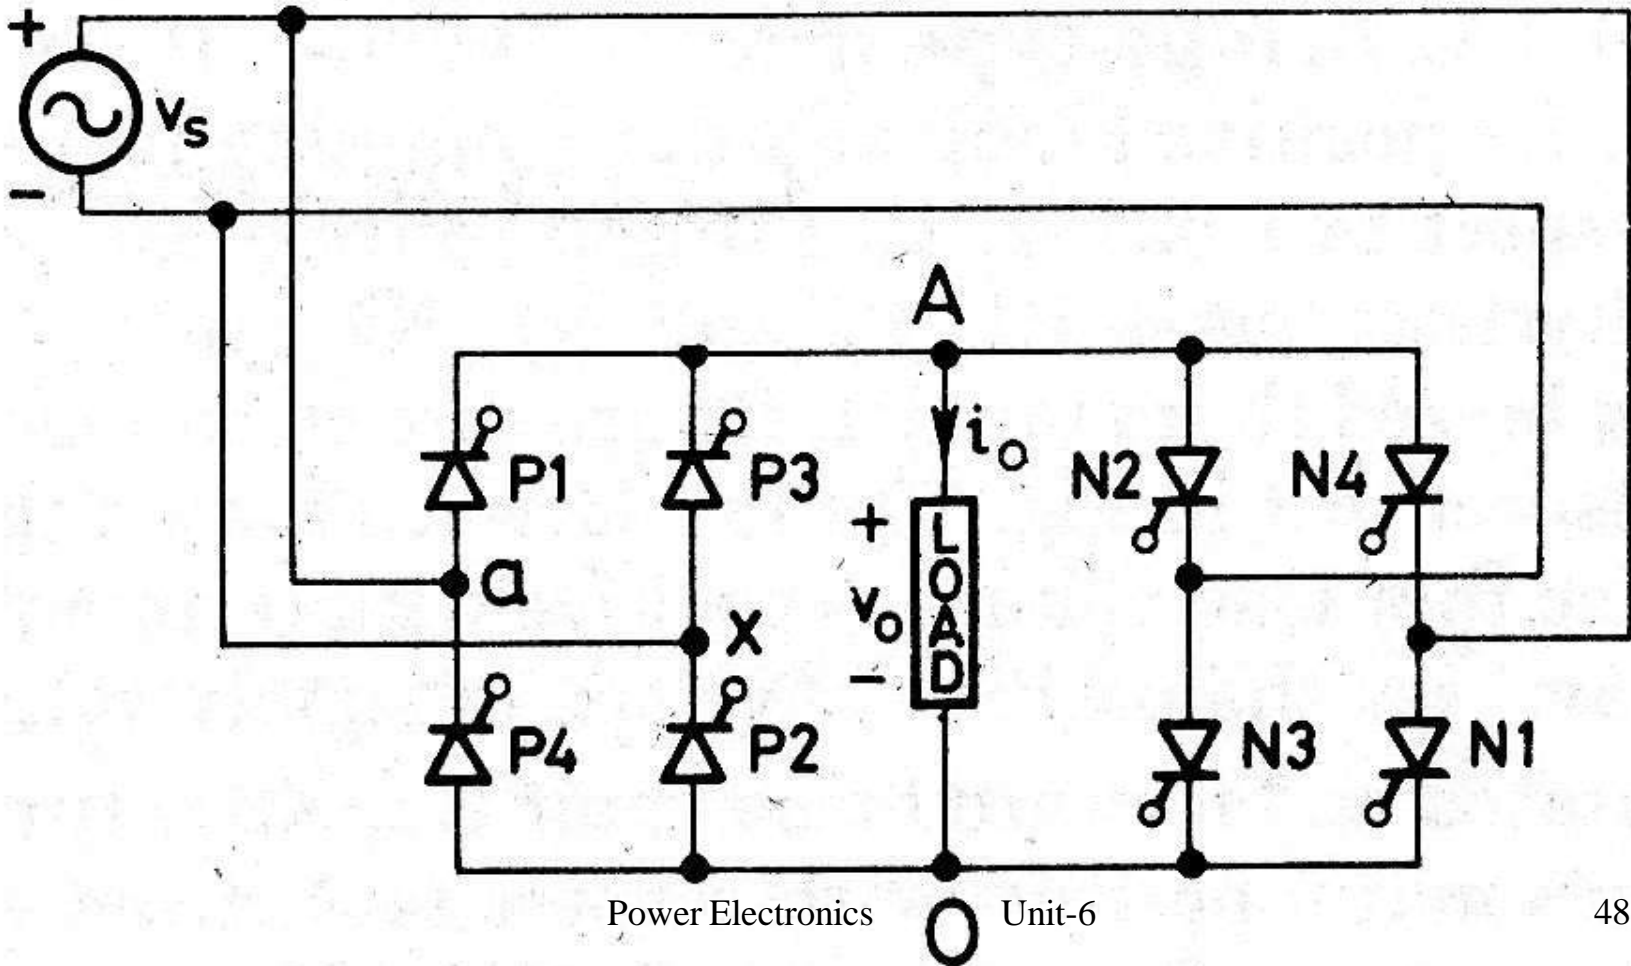 +
vs
-
A
io
P1
P3
N2
N4
+
LOAD
a
vo
x
-
P4
P2
N3
N1
Power Electronics
O
Unit-6
48